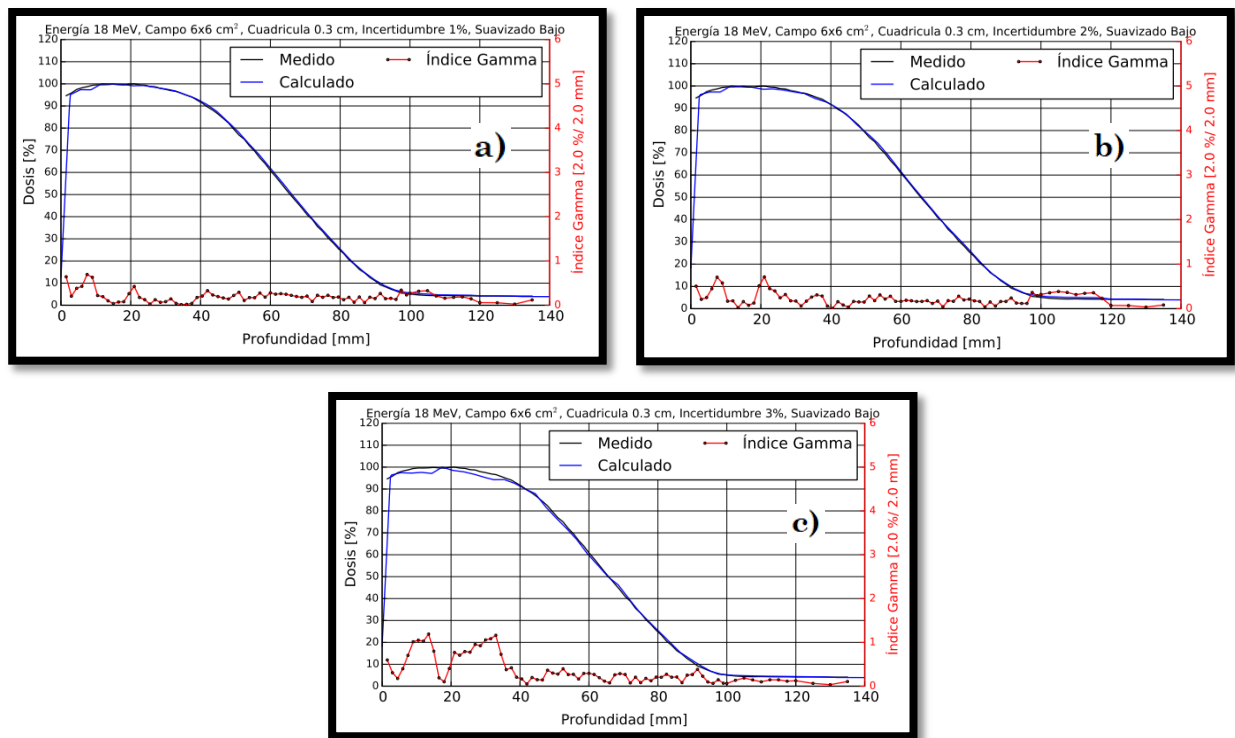 Energía 18 MeV, Campo 6x6 cm², Cuadricula 0.3 cm, Incertidumbre 1%, Suavizado Bajo
120
110
100
90
80
70
60
50
40
30
20
10
0
Dosis [%]
Medido
Calculado
Índice Gamma
a)
6
5
4
3
2
1
0
Índice Gamma [2.0 %/ 2.0 mm]
0 20 40 60 80 100 120 140
Profundidad [mm]
Energía 18 MeV, Campo 6x6 cm², Cuadricula 0.3 cm, Incertidumbre 2%, Suavizado Bajo
120
110
100
90
80
70
60
50
40
30
20
10
0
Dosis [%]
Medido
Calculado
Índice Gamma
b)
6
5
4
3
2
1
0
Índice Gamma [2.0 %/ 2.0 mm]
0 20 40 60 80 100 120 140
Profundidad [mm]
Energía 18 MeV, Campo 6x6 cm², Cuadricula 0.3 cm, Incertidumbre 3%, Suavizado Bajo
120
110
100
90
80
70
60
50
40
30
20
10
0
Dosis [%]
Medido
Calculado
Índice Gamma
c)
6
5
4
3
2
1
0
Índice Gamma [2.0 %/ 2.0 mm]
0 20 40 60 80 100 120 140
Profundidad [mm]